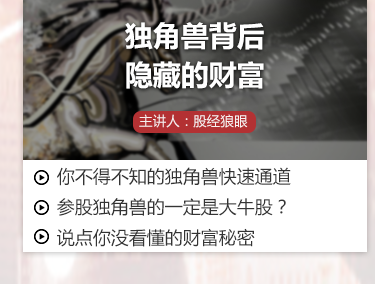 独角兽背后
隐藏的财富
主讲人：股经狼眼
你不得不知的独角兽快速通道
参股独角兽的一定是大牛股？
说点你没看懂的财富秘密